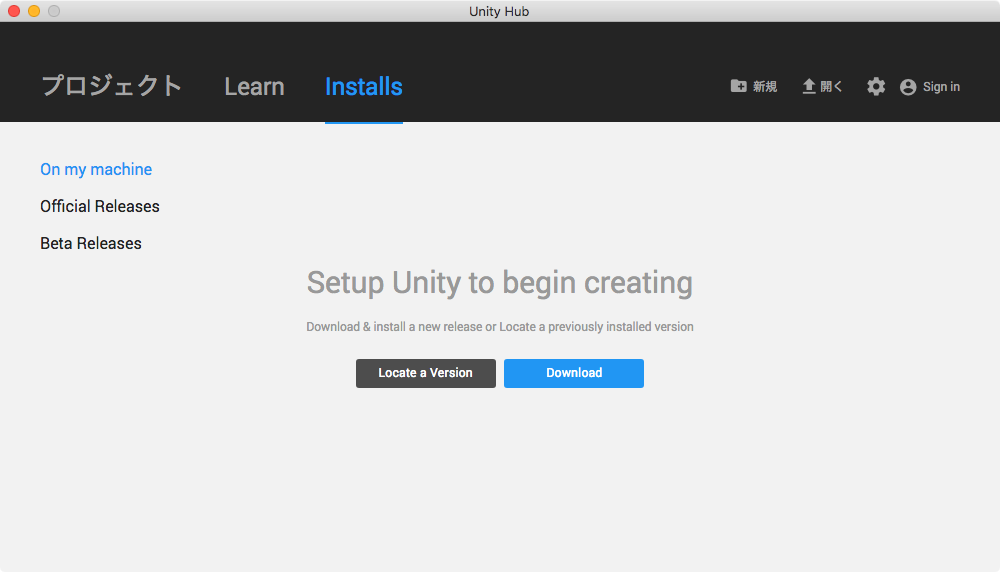 Unity Hub
プロジェクト Learn Installs 新規 開く Sign in
On my machine
Official Releases
Beta Releases
Setup Unity to begin creating
Download & install a new release or Locate a previously installed version
Locate a Version Download